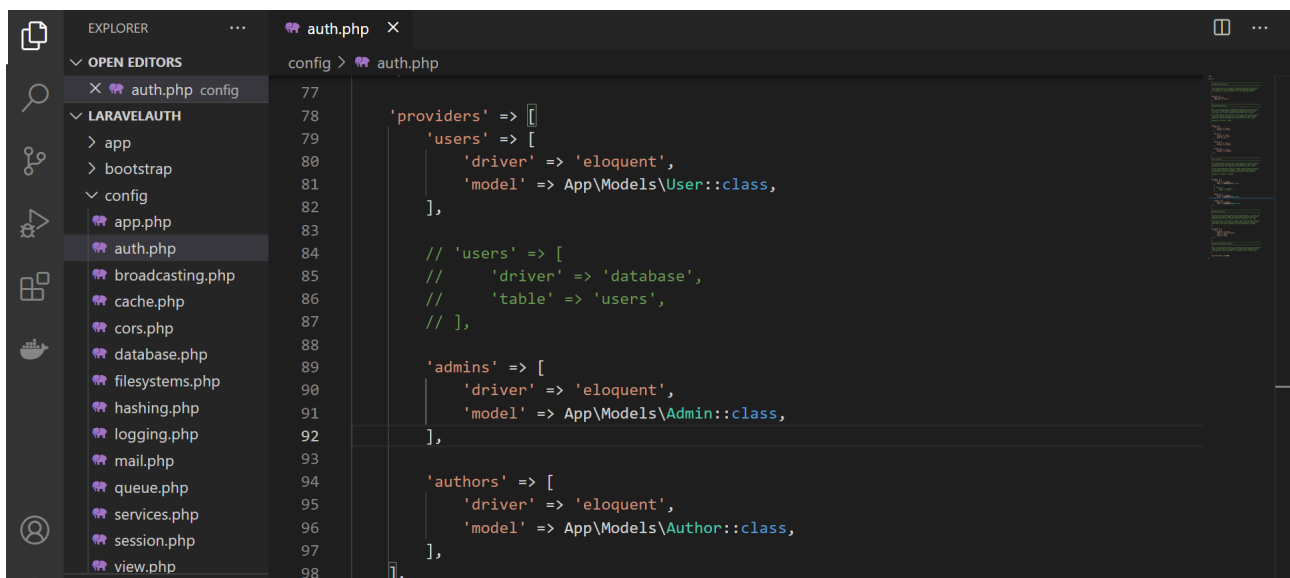 EXPLORER ...
auth.php ×
...
OPEN EDITORS
× auth.php config
LARAVELAUTH
app
bootstrap
config
app.php
auth.php
broadcasting.php
cache.php
cors.php
database.php
filesystems.php
hashing.php
logging.php
mail.php
queue.php
services.php
session.php
view.php
config > auth.php
77
78 'providers' => [
79 'users' => [
80 'driver' => 'eloquent',
81 'model' => App\Models\User::class,
82 ],
83
84 // 'users' => [
85 //     'driver' => 'database',
86 //     'table' => 'users',
87 // ],
88
89 'admins' => [
90 'driver' => 'eloquent',
91 'model' => App\Models\Admin::class,
92 ],
93
94 'authors' => [
95 'driver' => 'eloquent',
96 'model' => App\Models\Author::class,
97 ],
98 ],